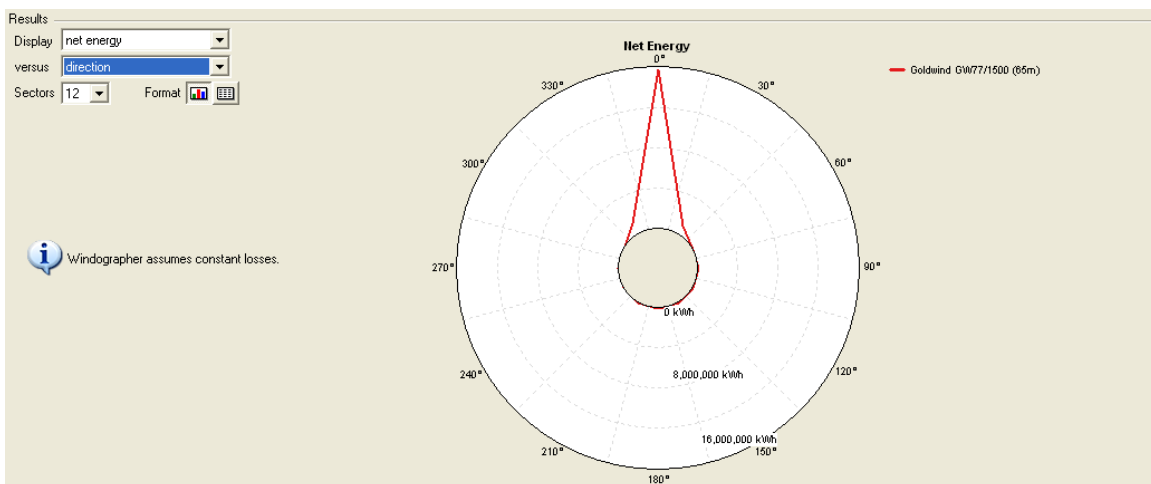 Results
Display net energy
versus direction
Sectors 12 Format
Windographer assumes constant losses.
Net Energy
0°
30°
60°
90°
120°
150°
180°
210°
240°
270°
300°
330°
0 kWh
8,000,000 kWh
16,000,000 kWh
Goldwind GW77/1500 (65m)